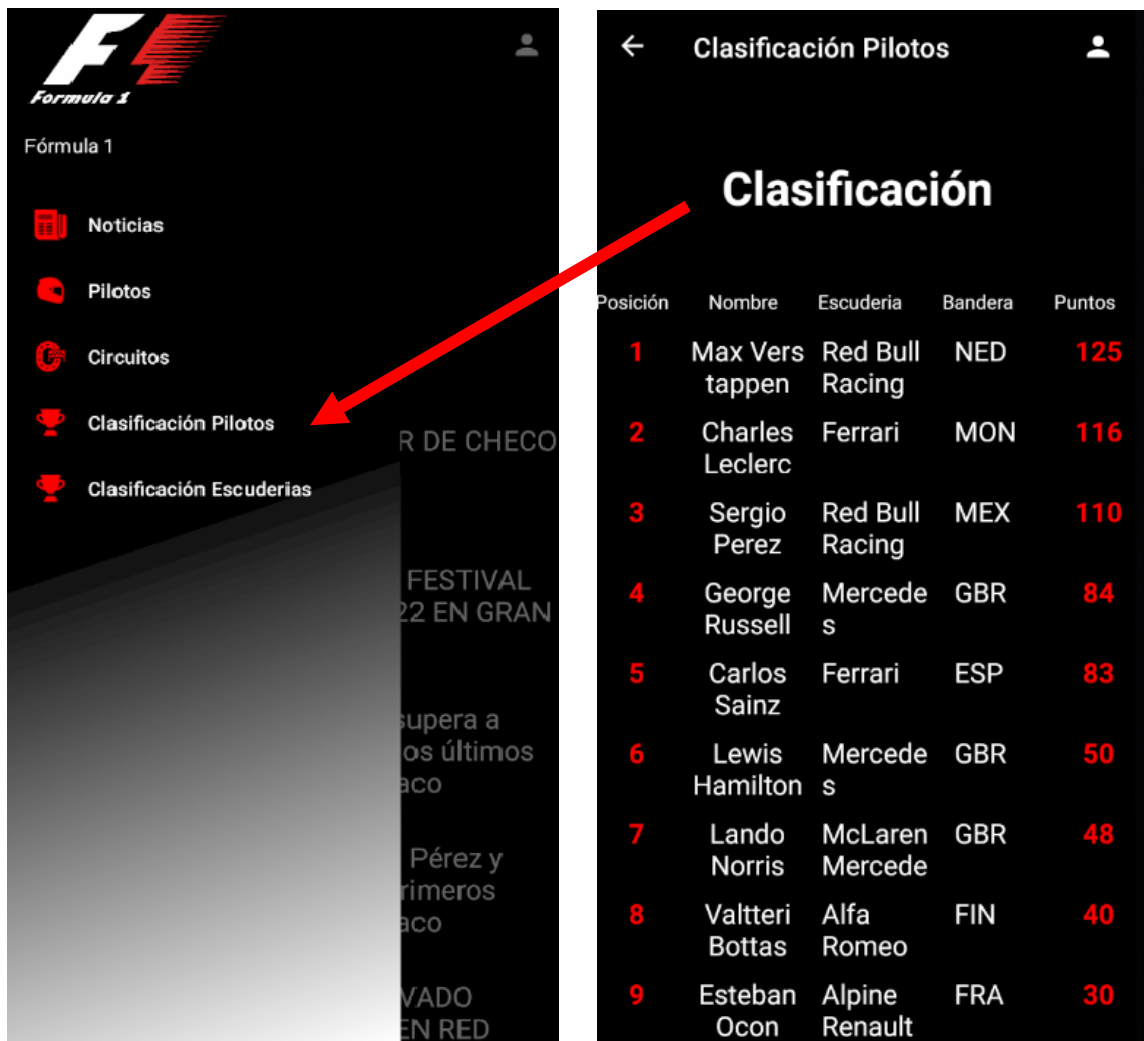 Formula 1
Fórmula 1
Noticias
Pilotos
Circuitos
Clasificación Pilotos
Clasificación Escuderias
R DE CHECO
FESTIVAL
22 EN GRAN
supera a
os últimos
aco
Pérez y
rimeros
aco
VADO
EN RED
Clasificación Pilotos
Clasificación
Posición Nombre Escuderia Bandera Puntos
1 Max Vers Red Bull NED 125
tappen Racing
2 Charles Ferrari MON 116
Leclerc
3 Sergio Red Bull MEX 110
Perez Racing
4 George Mercede GBR 84
Russell s
5 Carlos Ferrari ESP 83
Sainz
6 Lewis Mercede GBR 50
Hamilton s
7 Lando McLaren GBR 48
Norris Mercede
8 Valtteri Alfa FIN 40
Bottas Romeo
9 Esteban Alpine FRA 30
Ocon Renault